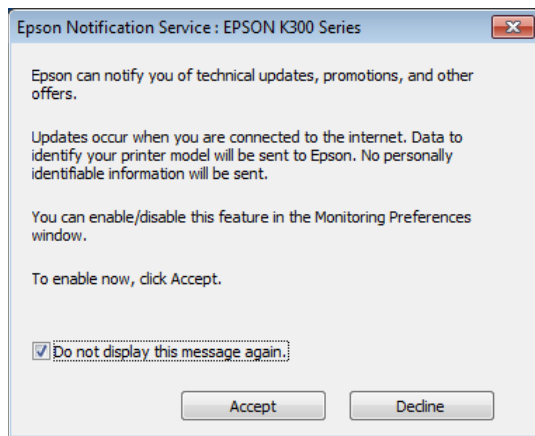 Epson Notification Service : EPSON K300 Series
Epson can notify you of technical updates, promotions, and other
offers.
Updates occur when you are connected to the internet. Data to
identify your printer model will be sent to Epson. No personally
identifiable information will be sent.
You can enable/disable this feature in the Monitoring Preferences
window.
To enable now, click Accept.
Do not display this message again.
Accept Decline